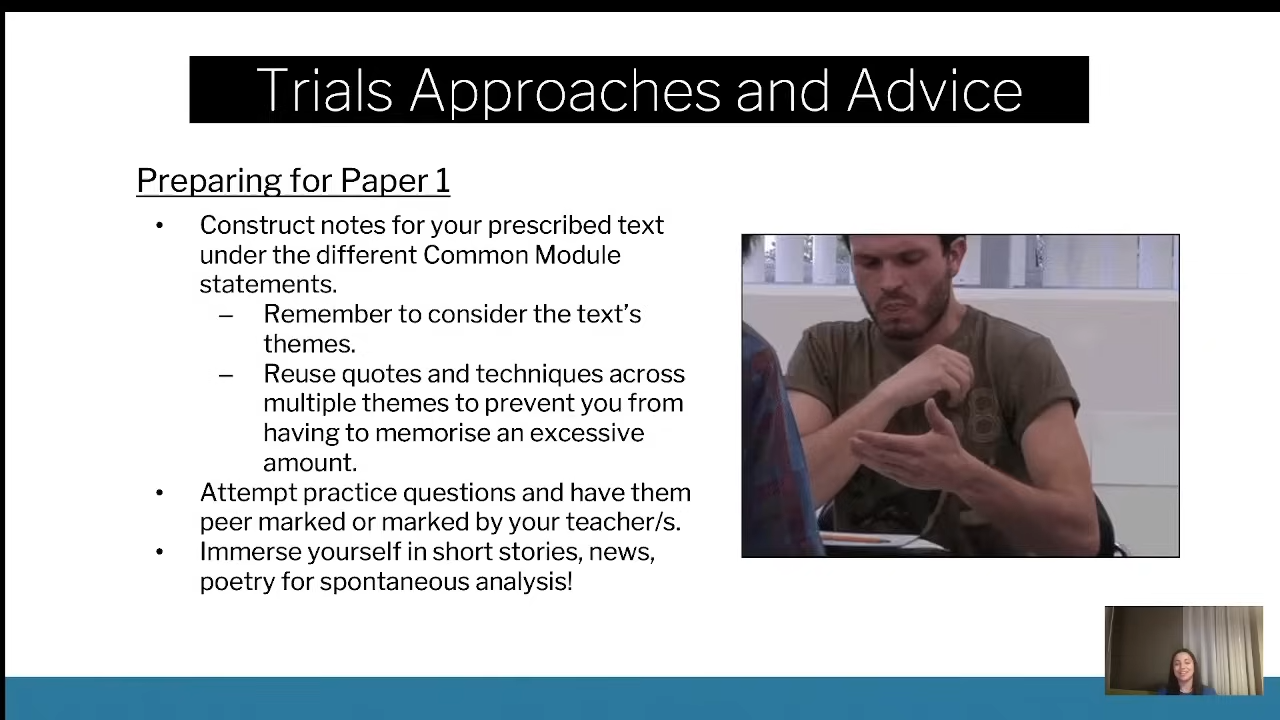 Trials Approaches and Advice
Preparing for Paper 1
• Construct notes for your prescribed text
under the different Common Module
statements.
– Remember to consider the text's
themes.
– Reuse quotes and techniques across
multiple themes to prevent you from
having to memorise an excessive
amount.
• Attempt practice questions and have them
peer marked or marked by your teacher/s.
• Immerse yourself in short stories, news,
poetry for spontaneous analysis!